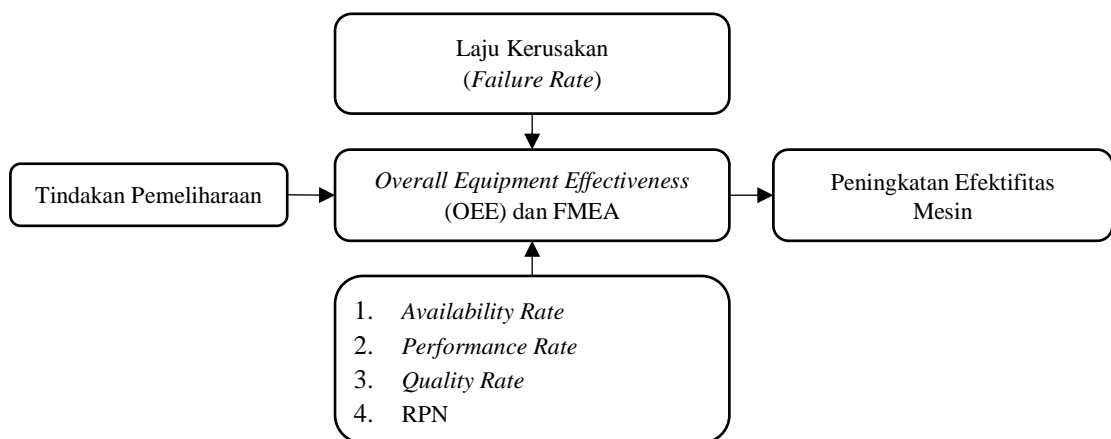 Laju Kerusakan
(Failure Rate)
Tindakan Pemeliharaan
Overall Equipment Effectiveness
(OEE) dan FMEA
Peningkatan Efektifitas
Mesin
1. Availability Rate
2. Performance Rate
3. Quality Rate
4. RPN